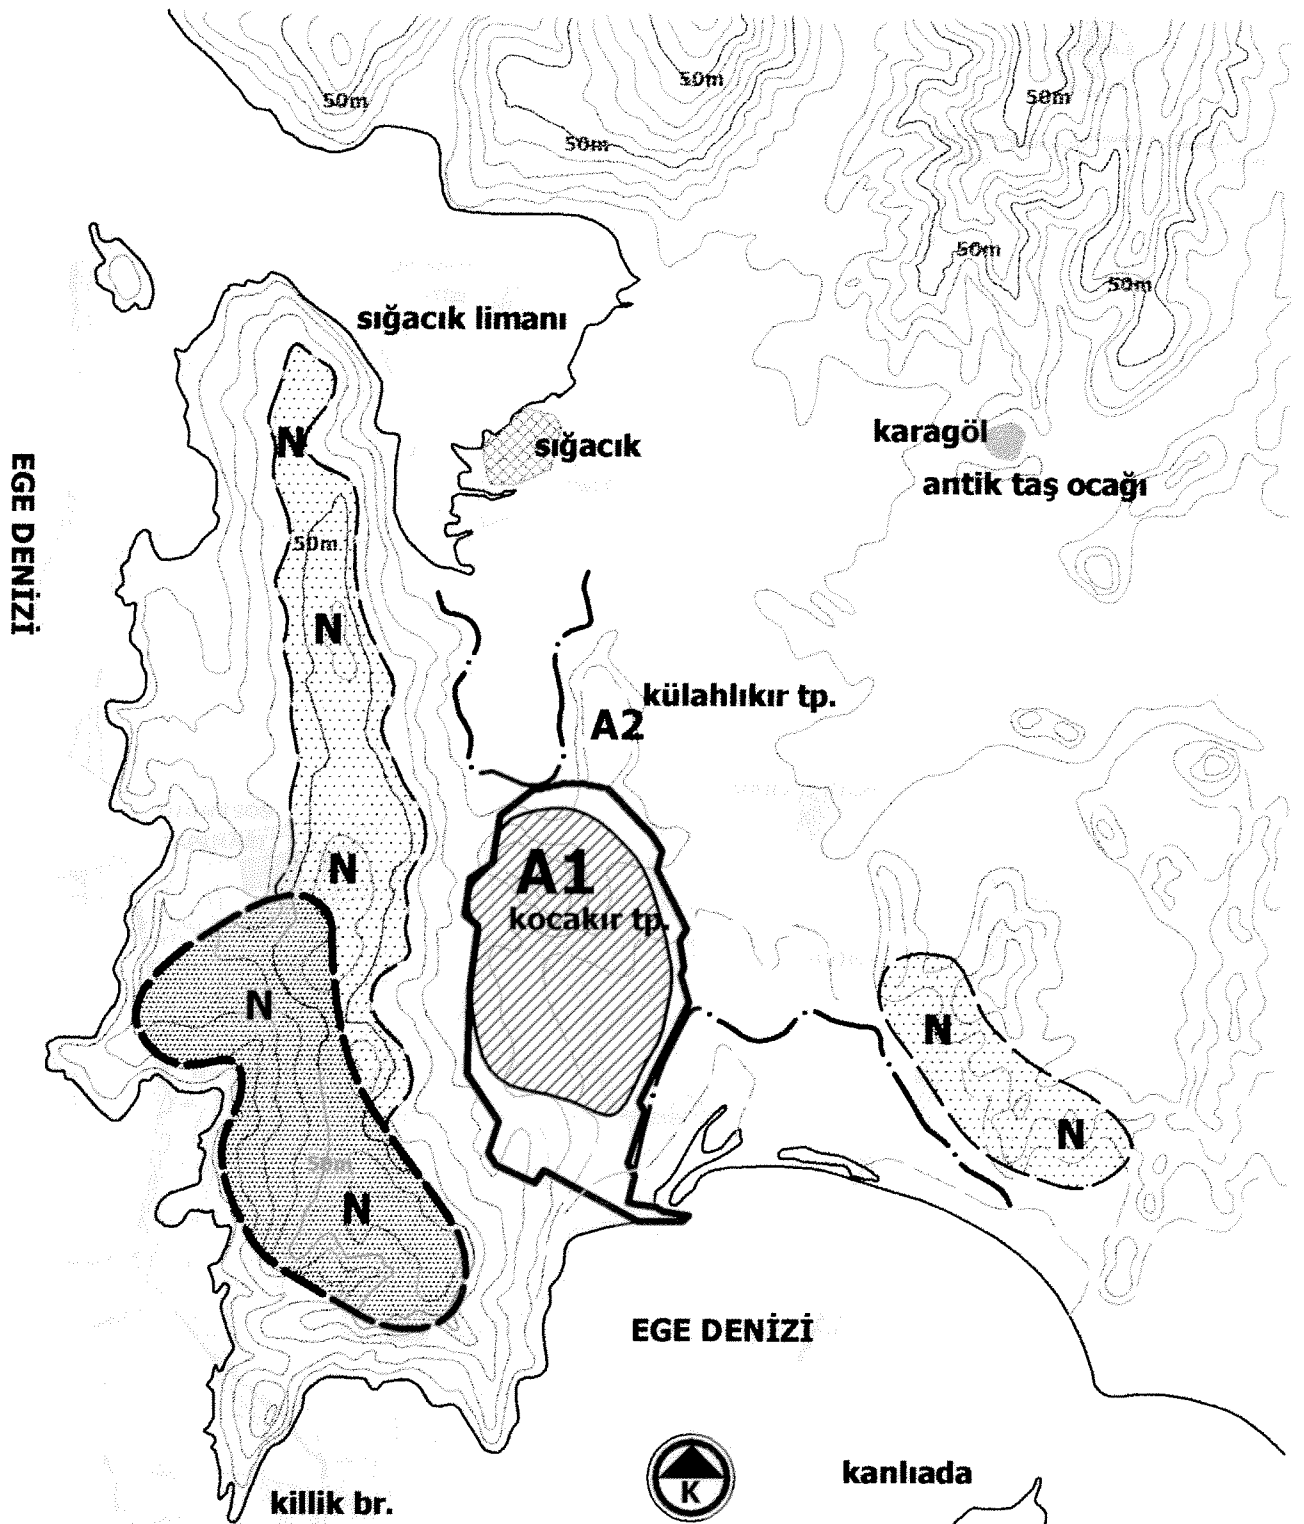 50m
50m
50m
50m
50m
50m
sığacık limanı
N
sığacık
karagöl
antik taş ocağı
EGE DENİZİ
50m
N
külahlıkır tp.
A2
N
A1
kocakır tp.
N
N
N
50m
N
EGE DENİZİ
kanlıada
K
killik br.